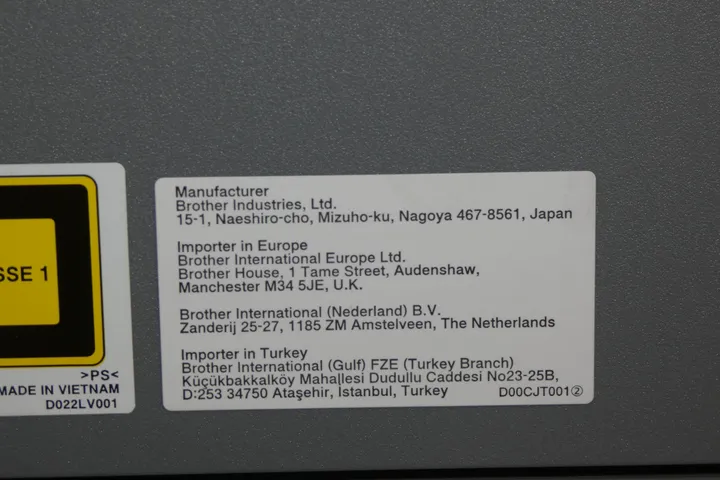 SSE 1
>PS<
MADE IN VIETNAM
D022LV001
Manufacturer
Brother Industries, Ltd.
15-1, Naeshiro-cho, Mizuho-ku, Nagoya 467-8561, Japan
Importer in Europe
Brother International Europe Ltd.
Brother House, 1 Tame Street, Audenshaw,
Manchester M34 5JE, U.K.
Brother International (Nederland) B.V.
Zanderij 25-27, 1185 ZM Amstelveen, The Netherlands
Importer in Turkey
Brother International (Gulf) FZE (Turkey Branch)
Küçükbakkalköy Mahallesi Dudullu Caddesi No23-25B,
D:253 34750 Ataşehir, İstanbul, Turkey D00CJT001②